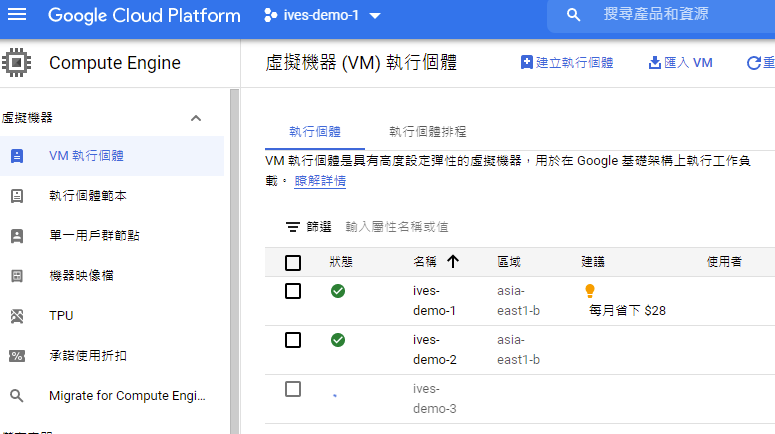 Google Cloud Platform ives-demo-1 搜尋產品和資源
Compute Engine
虛擬機器 (VM) 執行個體 建立執行個體 匯入 VM 重
虛擬機器
VM 執行個體
執行個體範本
單一用戶群節點
機器映像檔
TPU
承諾使用折扣
Migrate for Compute Engi...
執行個體 執行個體排程
VM 執行個體是具有高度設定彈性的虛擬機器，用於在 Google 基礎架構上執行工作負
載。 瞭解詳情
篩選 輸入屬性名稱或值
狀態 名稱 區域 建議 使用者
ives- asia-
demo-1 east1-b 每月省下 $28
ives- asia-
demo-2 east1-b
ives-
demo-3